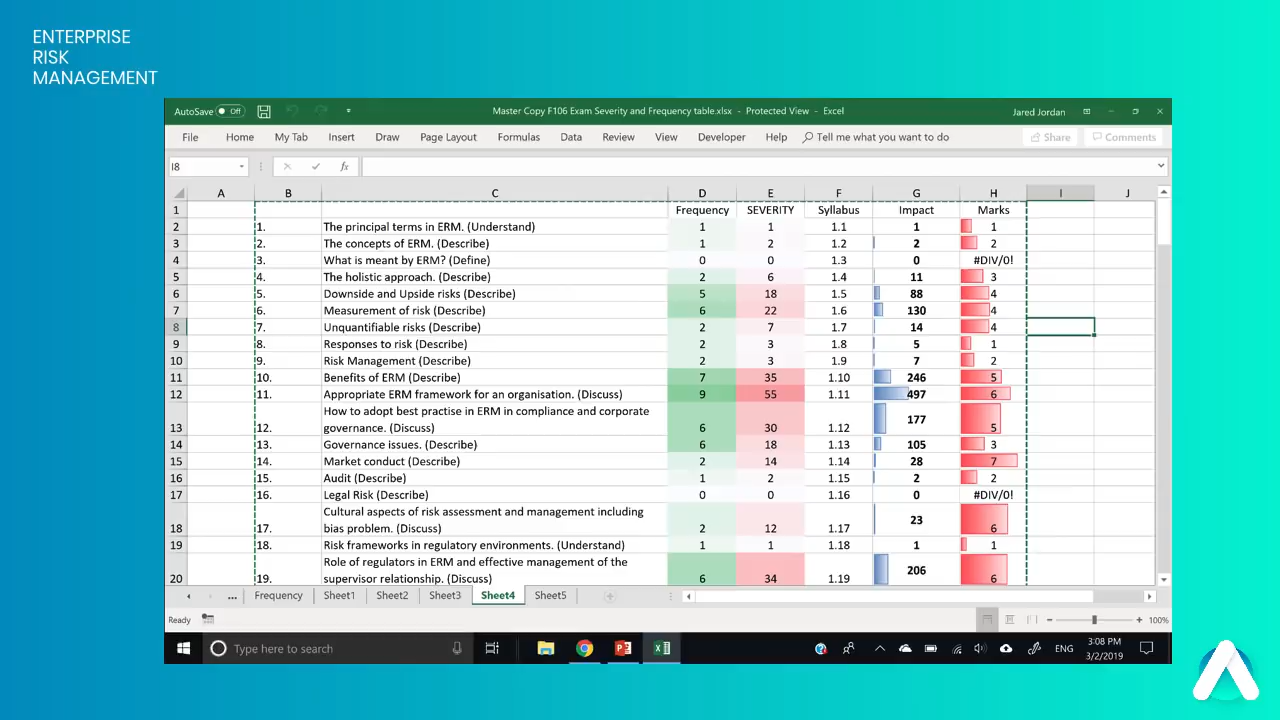 ENTERPRISE
RISK
MANAGEMENT
AutoSave Off Master Copy F106 Exam Severity and Frequency table.xlsx - Protected View - Excel Jared Jordan
File Home My Tab Insert Draw Page Layout Formulas Data Review View Developer Help Tell me what you want to do Share Comments
I8 fx
A B C D E F G H I J
1 Frequency SEVERITY Syllabus Impact Marks
2 1. The principal terms in ERM. (Understand) 1 1 1.1 1 1
3 2. The concepts of ERM. (Describe) 1 2 1.2 2 2
4 3. What is meant by ERM? (Define) 0 0 1.3 0 #DIV/0!
5 4. The holistic approach. (Describe) 2 6 1.4 11 3
6 5. Downside and Upside risks (Describe) 5 18 1.5 88 4
7 6. Measurement of risk (Describe) 6 22 1.6 130 4
8 7. Unquantifiable risks (Describe) 2 7 1.7 14 4
9 8. Responses to risk (Describe) 2 3 1.8 5 1
10 9. Risk Management (Describe) 2 3 1.9 7 2
11 10. Benefits of ERM (Describe) 7 35 1.10 246 5
12 11. Appropriate ERM framework for an organisation. (Discuss) 9 55 1.11 497 6
How to adopt best practise in ERM in compliance and corporate
13 12. governance. (Discuss) 6 30 1.12 177 5
14 13. Governance issues. (Describe) 6 18 1.13 105 3
15 14. Market conduct (Describe) 2 14 1.14 28 7
16 15. Audit (Describe) 1 2 1.15 2 2
17 16. Legal Risk (Describe) 0 0 1.16 0 #DIV/0!
Cultural aspects of risk assessment and management including
18 17. bias problem. (Discuss) 2 12 1.17 23 6
19 18. Risk frameworks in regulatory environments. (Understand) 1 1 1.18 1 1
Role of regulators in ERM and effective management of the
20 19. supervisor relationship. (Discuss) 6 34 1.19 206 6
... Frequency Sheet1 Sheet2 Sheet3 Sheet4 Sheet5
Ready 100%
Type here to search ENG 3:08 PM
3/2/2019